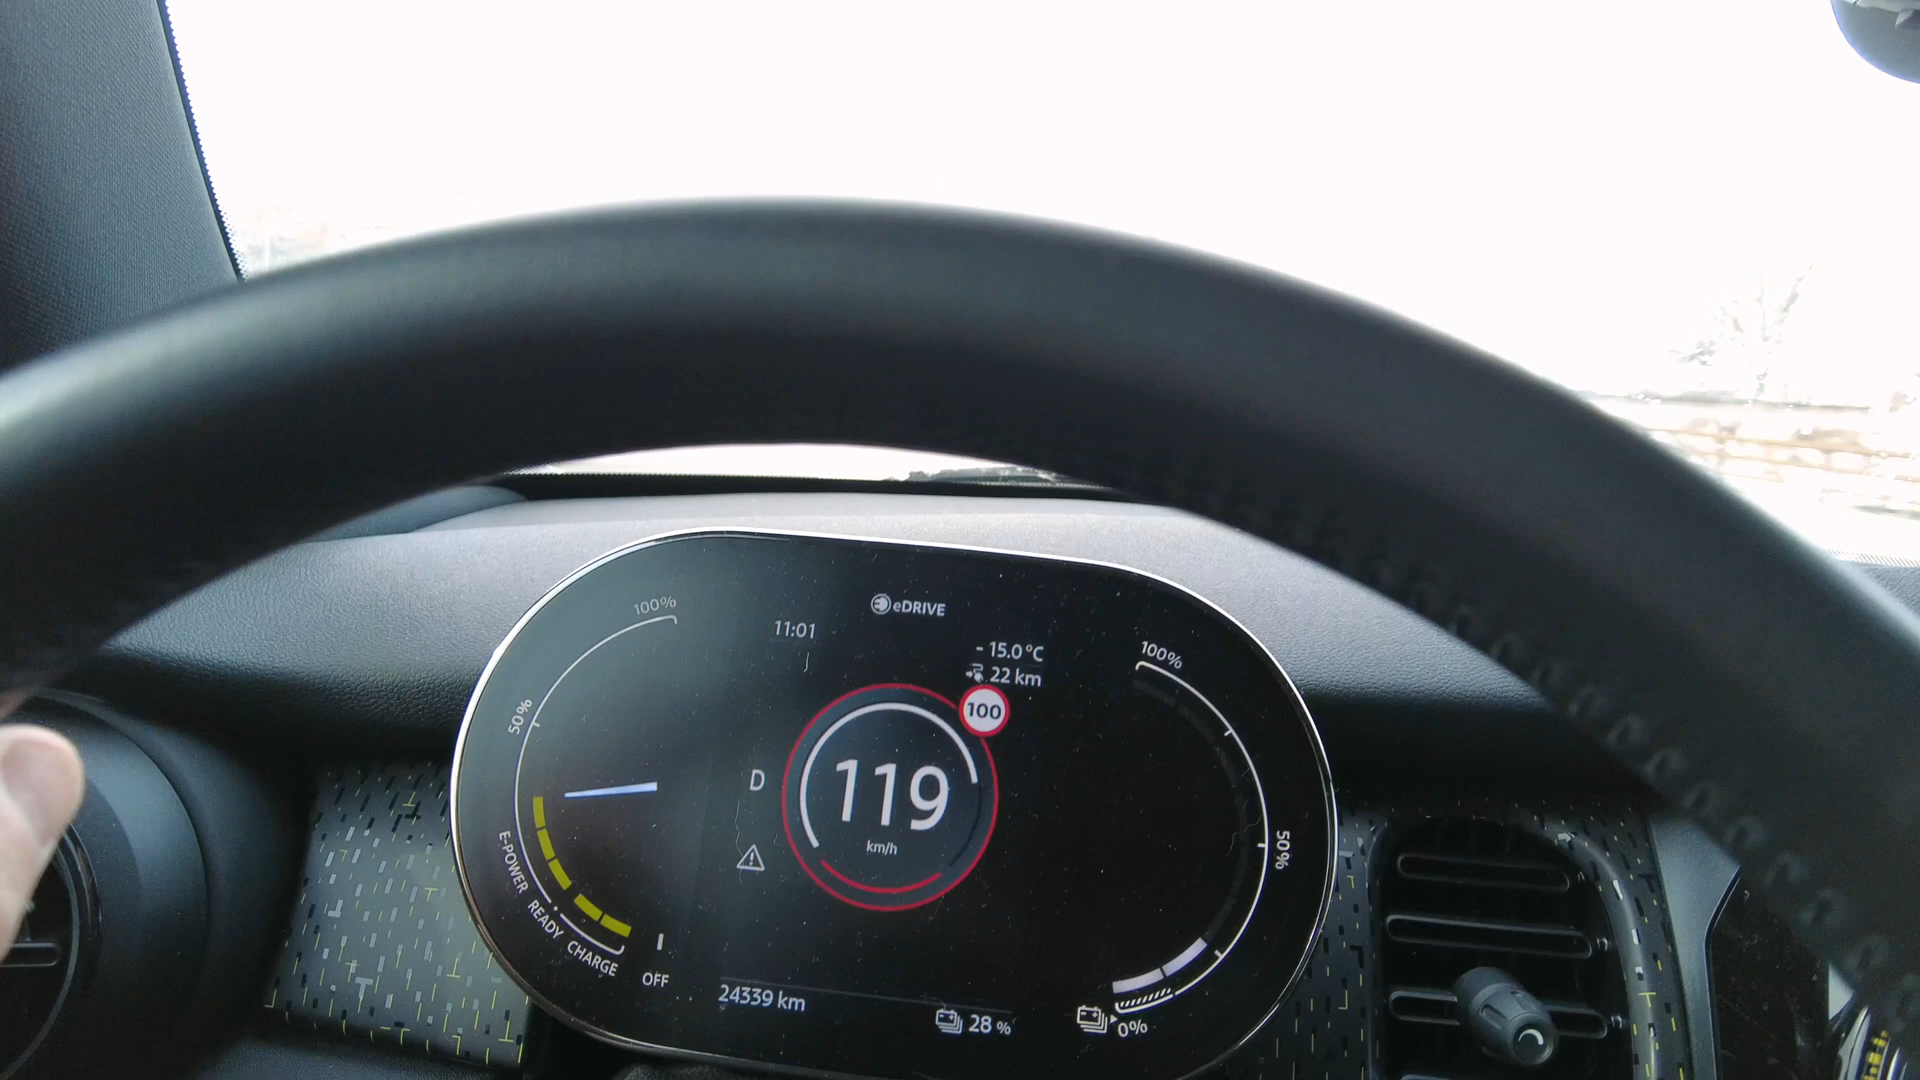 eDRIVE
11:01
- 15.0 °C
22 km
100%
50%
100
119
km/h
D
E-POWER
READY
CHARGE
OFF
24339 km
28 %
100%
50%
0%